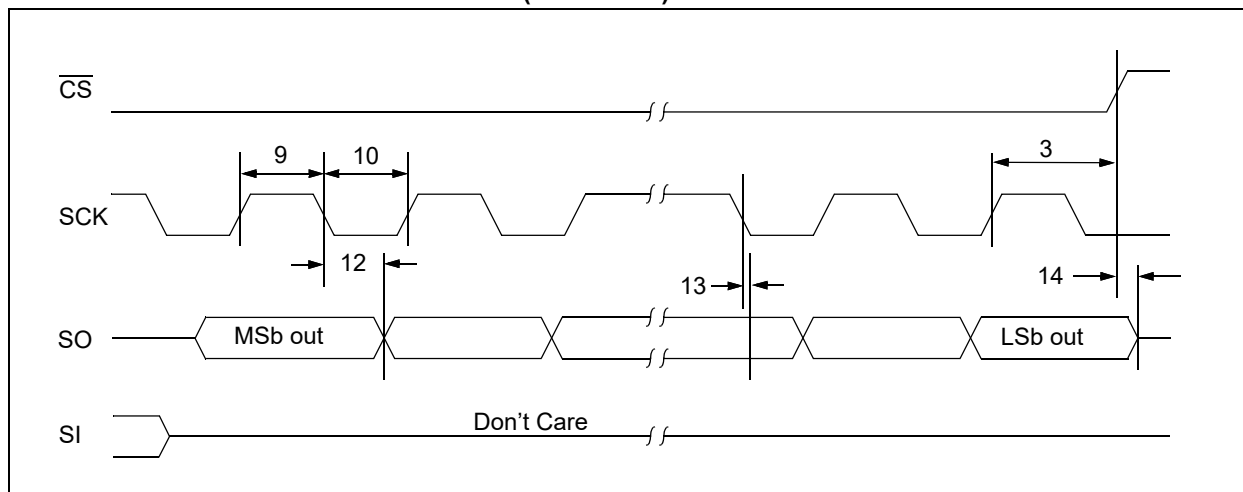 CS
9
10
3
SCK
12
13
14
SO
MSb out
LSb out
SI
Don't Care